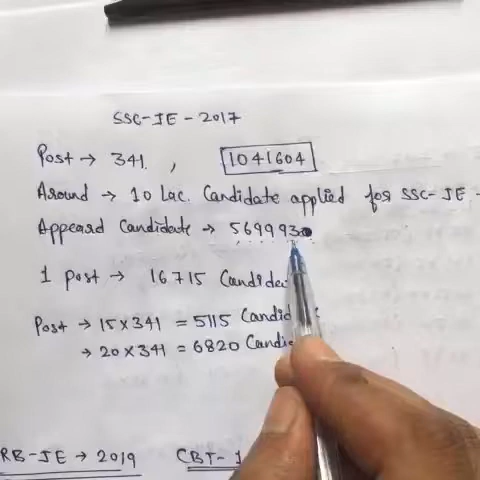 SSC-JE-2017
Post → 341, 1041604
Around → 10 Lac. Candidate applied for SSC-JE -
Appeard Candidate → 569993
1 post → 16715 Candida
Post → 15×341 = 5115 Candid
→ 20×341 = 6820 Candi
RB-JE → 2019 CBT-1